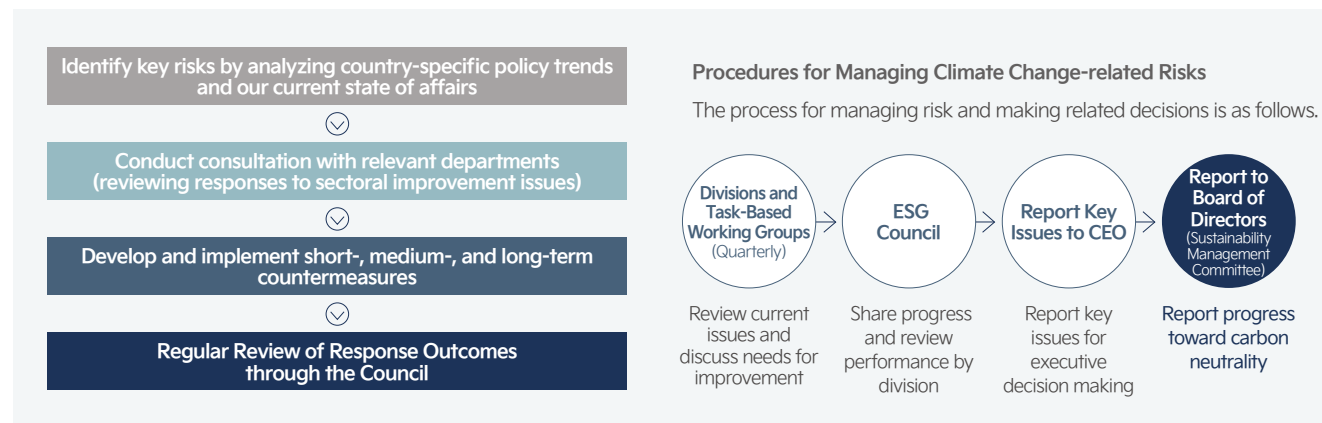 Identify key risks by analyzing country-specific policy trends
and our current state of affairs
Conduct consultation with relevant departments
(reviewing responses to sectoral improvement issues)
Develop and implement short-, medium-, and long-term
countermeasures
Regular Review of Response Outcomes
through the Council
Procedures for Managing Climate Change-related Risks
The process for managing risk and making related decisions is as follows.
Divisions and
Task-Based
Working Groups
(Quarterly)
Review current
issues and
discuss needs for
improvement
ESG
Council
Share progress
and review
performance by
division
Report Key
Issues to CEO
Report key
issues for
executive
decision making
Report to
Board of
Directors
(Sustainability
Management
Committee)
Report progress
toward carbon
neutrality